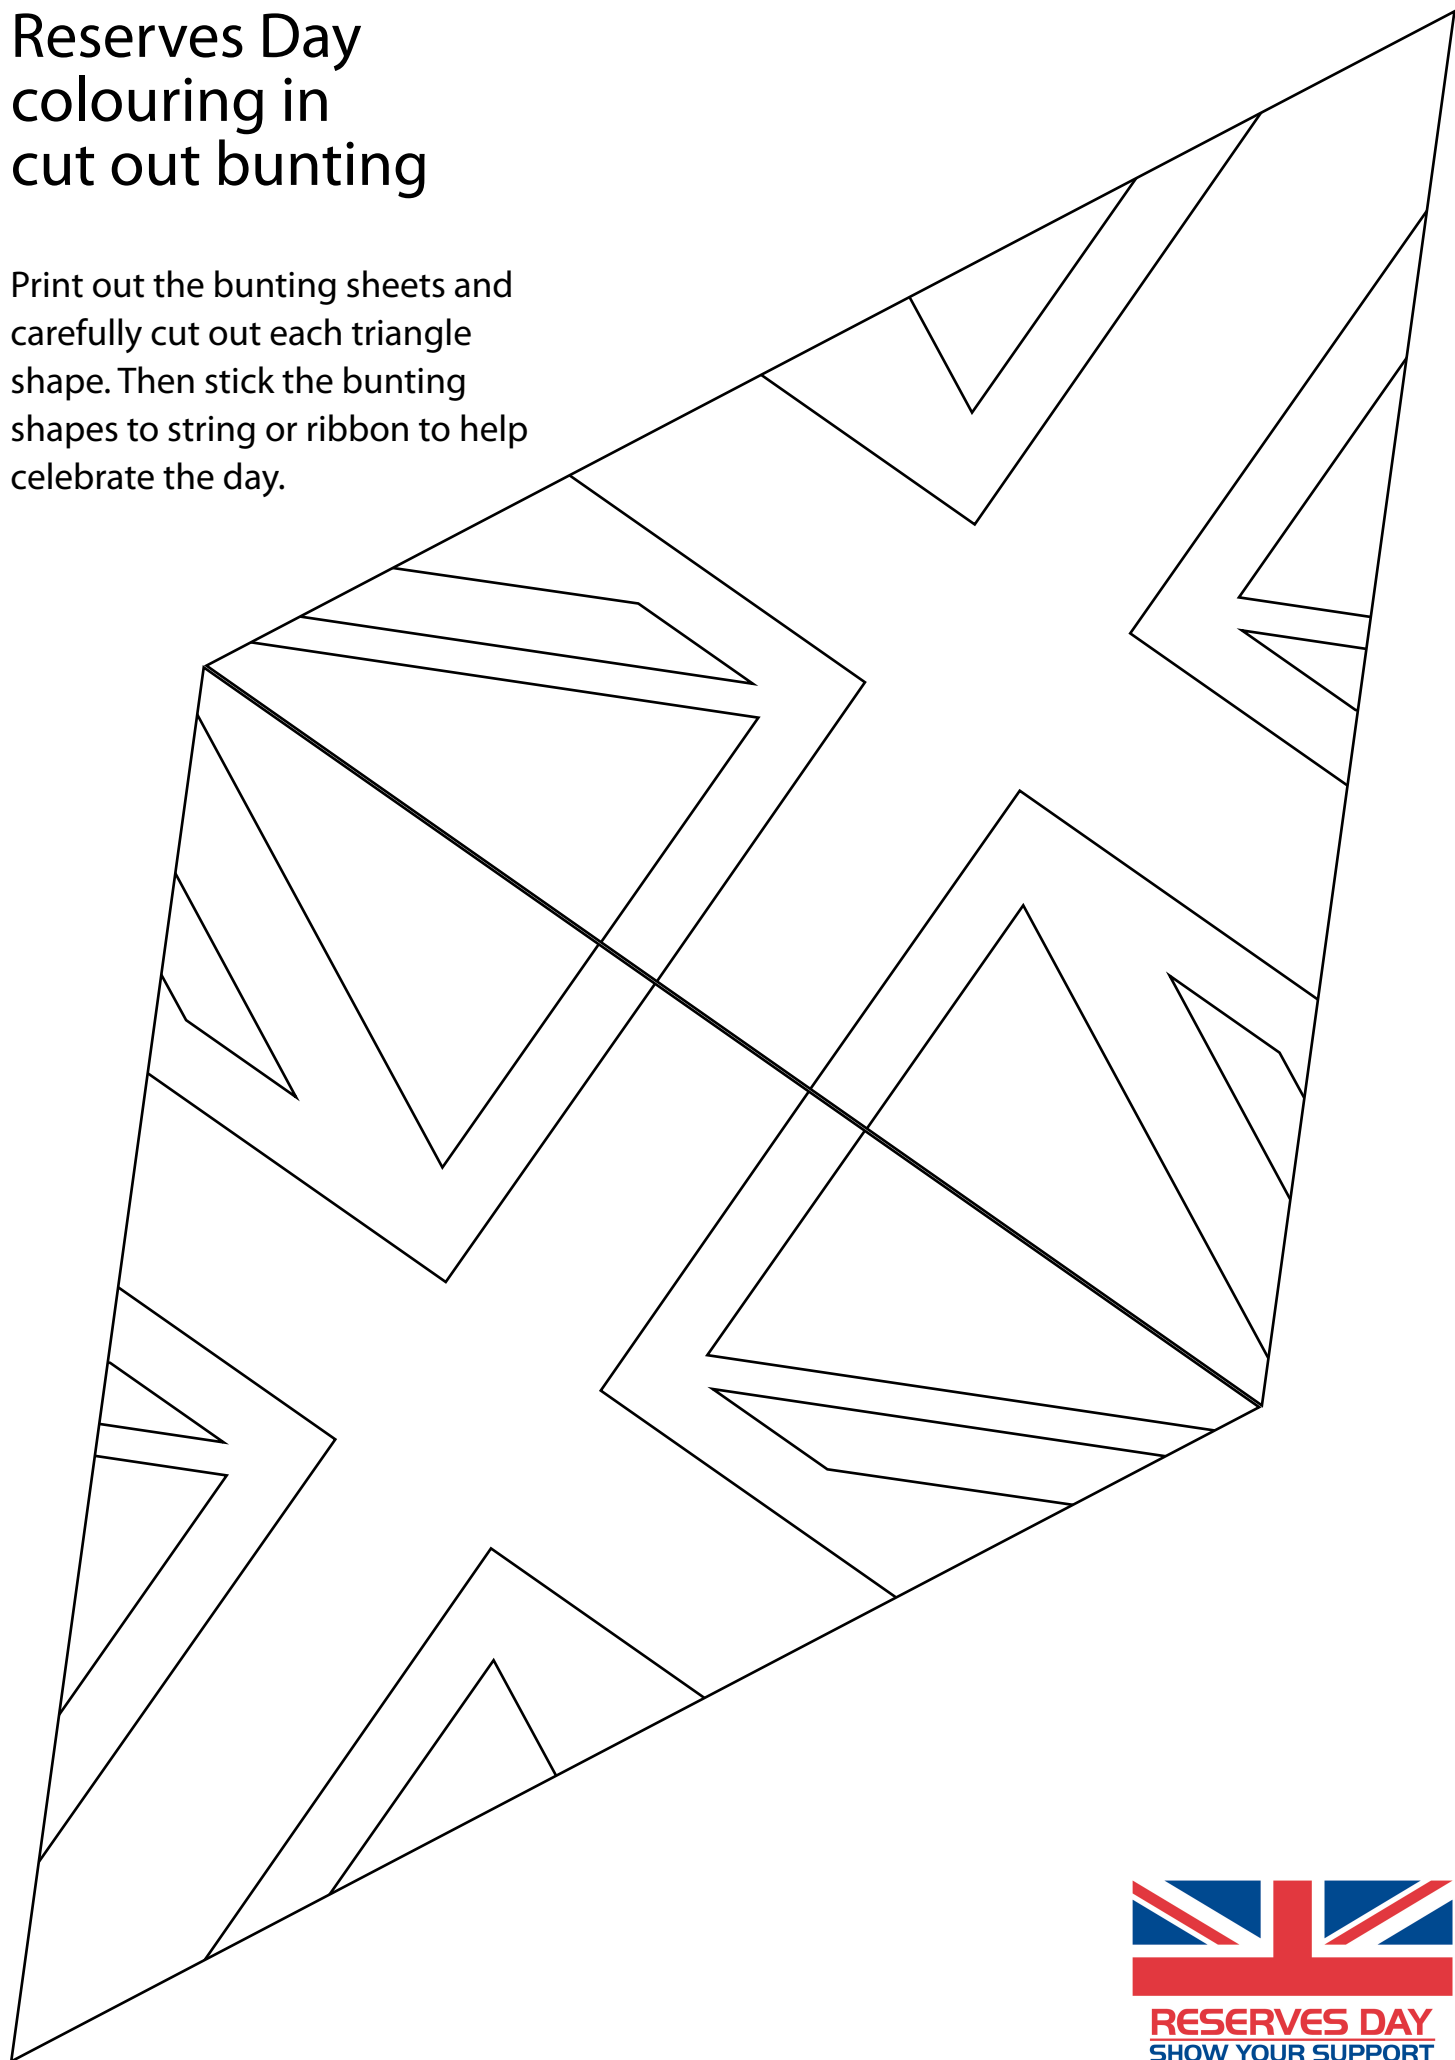 Reserves Day
colouring in
cut out bunting
Print out the bunting sheets and
carefully cut out each triangle
shape. Then stick the bunting
shapes to string or ribbon to help
celebrate the day.
RESERVES DAY
SHOW YOUR SUPPORT